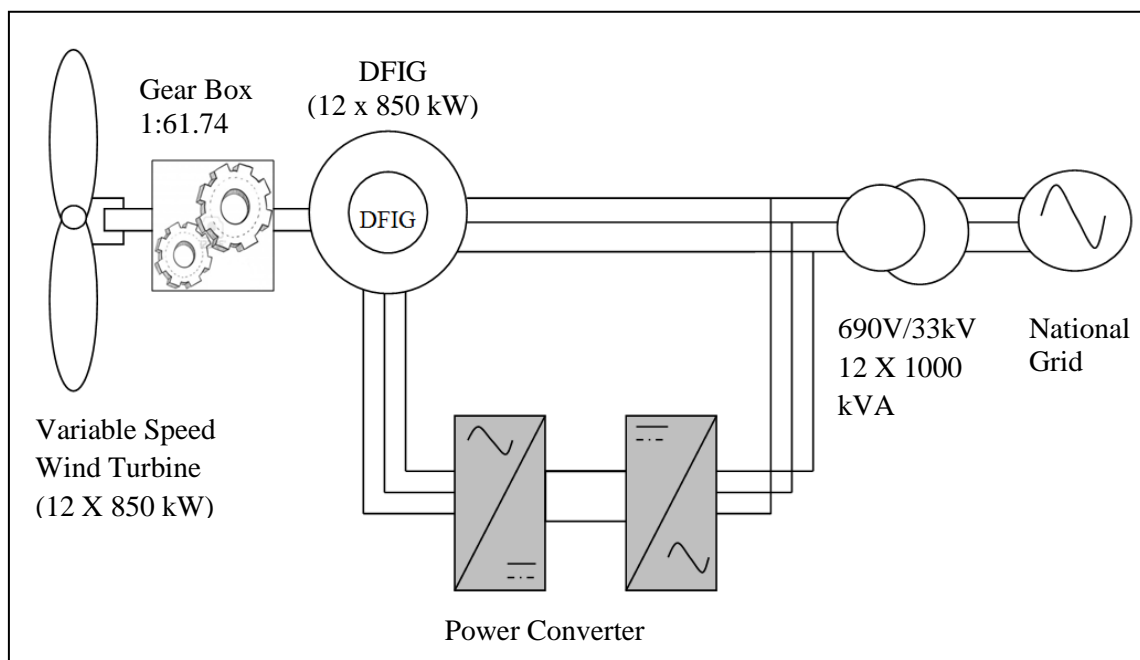 DFIG
(12 x 850 kW)
Gear Box
1:61.74
DFIG
690V/33kV
12 X 1000
kVA
National
Grid
Variable Speed
Wind Turbine
(12 X 850 kW)
Power Converter